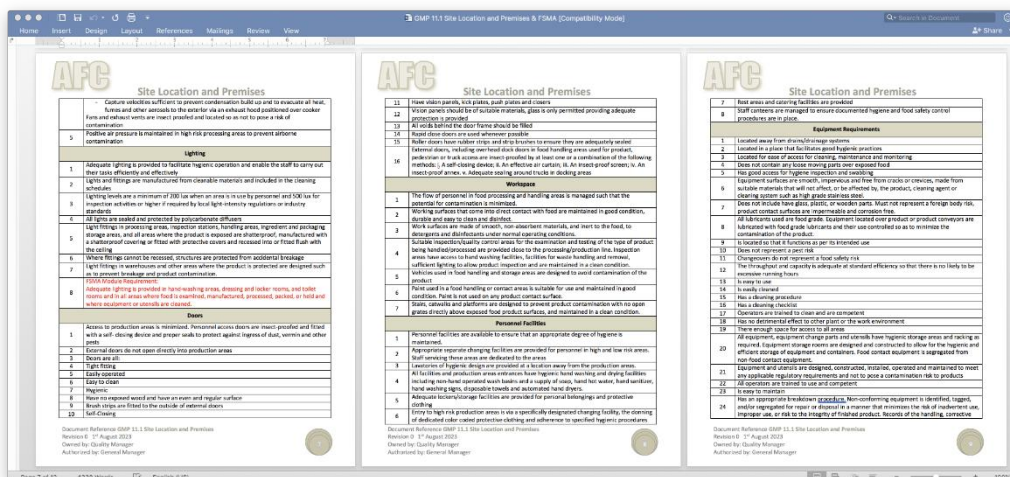 GMP 11.1 Site Location and Premises & FSMA [Compatibility Mode]
Search in Document
Home Insert Design Layout References Mailings Review View
Share
AFC
Site Location and Premises
- Capture velocities sufficient to prevent condensation build up and to evacuate all heat,
fumes and other aerosols to the exterior via an exhaust hood positioned over cooker
Fans and exhaust vents are insect proofed and located so as not to pose a risk of
contamination
5 Positive air pressure is maintained in high risk processing areas to prevent airborne
contamination
Lighting
1 Adequate lighting is provided to facilitate hygienic operation and enable the staff to carry out
their tasks efficiently and effectively
2 Lights and fittings are manufactured from cleanable materials and included in the cleaning
schedules
3 Lighting levels are a minimum of 200 lux when an area is in use by personnel and 500 lux for
inspection activities or higher if required by local light-intensity regulations or industry
standards
4 All lights are sealed and protected by polycarbonate diffusers
5 Light fittings in processing areas, inspection stations, handling areas, ingredient and packaging
storage areas, and all areas where the product is exposed are shatterproof, manufactured with
a shatterproof covering or fitted with protective covers and recessed into or fitted flush with
the ceiling
6 Where fittings cannot be recessed, structures are protected from accidental breakage
7 Light fittings in warehouses and other areas where the product is protected are designed such
as to prevent breakage and product contamination.
8 FSMA Module Requirement:
Adequate lighting is provided in hand-washing areas, dressing and locker rooms, and toilet
rooms and in all areas where food is examined, manufactured, processed, packed, or held and
where equipment or utensils are cleaned.
Doors
1 Access to production areas is minimized. Personnel access doors are insect-proofed and fitted
with a self- closing device and proper seals to protect against ingress of dust, vermin and other
pests
2 External doors do not open directly into production areas
3 Doors are all:
4 Tight fitting
5 Easily operated
6 Easy to clean
7 Hygienic
8 Have no exposed wood and have an even and regular surface
9 Brush strips are fitted to the outside of external doors
10 Self-Closing
Document Reference GMP 11.1 Site Location and Premises
Revision 0 1st August 2023
Owned by: Quality Manager
Authorized by: General Manager
AFC
Site Location and Premises
11 Have vision panels, kick plates, push plates and closers
12 Vision panels should be of suitable materials, glass is only permitted providing adequate
protection is provided
13 All voids behind the door frame should be filled
14 Rapid close doors are used whenever possible
15 Roller doors have rubber strips and strip brushes to ensure they are adequately sealed
16 External doors, including overhead dock doors in food handling areas used for product,
pedestrian or truck access are insect-proofed by at least one or a combination of the following
methods: i. A self-closing device; ii. An effective air curtain; iii. An insect-proof screen; iv. An
insect-proof annex. v. Adequate sealing around trucks in docking areas
Workspace
1 The flow of personnel in food processing and handling areas is managed such that the
potential for contamination is minimized.
2 Working surfaces that come into direct contact with food are maintained in good condition,
durable and easy to clean and disinfect
3 Work surfaces are made of smooth, non-absorbent materials, and inert to the food, to
detergents and disinfectants under normal operating conditions.
4 Suitable inspection/quality control areas for the examination and testing of the type of product
being handled/processed are provided close to the processing/production line. Inspection
areas have access to hand washing facilities, facilities for waste handling and removal,
sufficient lighting to allow product inspection and are maintained in a clean condition.
5 Vehicles used in food handling and storage areas are designed to avoid contamination of the
product
6 Paint used in a food handling or contact areas is suitable for use and maintained in good
condition. Paint is not used on any product contact surface.
7 Stairs, catwalks and platforms are designed to prevent product contamination with no open
grates directly above exposed food product surfaces, and maintained in a clean condition.
Personnel Facilities
1 Personnel facilities are available to ensure that an appropriate degree of hygiene is
maintained.
2 Appropriate separate changing facilities are provided for personnel in high and low risk areas.
Staff servicing these areas are dedicated to the areas
3 Lavatories of hygienic design are provided at a location away from the production areas.
4 All facilities and production areas entrances have hygienic hand washing and drying facilities
including non-hand operated wash basins and a supply of soap, hand hot water, hand sanitizer,
hand washing signs, disposable towels and automated hand dryers.
5 Adequate lockers/storage facilities are provided for personal belongings and protective
clothing
6 Entry to high risk production areas is via a specifically designated changing facility, the donning
of dedicated color coded protective clothing and adherence to specified hygienic procedures
Document Reference GMP 11.1 Site Location and Premises
Revision 0 1st August 2023
Owned by: Quality Manager
Authorized by: General Manager
AFC
Site Location and Premises
7 Rest areas and catering facilities are provided
8 Staff canteens are managed to ensure documented hygiene and food safety control
procedures are in place.
Equipment Requirements
1 Located away from drains/drainage systems
2 Located in a place that facilitates good hygienic practices
3 Located for ease of access for cleaning, maintenance and monitoring
4 Does not contain any loose moving parts over exposed food
5 Has good access for hygiene inspection and swabbing
6 Equipment surfaces are smooth, impervious and free from cracks or crevices, made from
suitable materials that will not affect, or be affected by, the product, cleaning agent or
cleaning system such as high grade stainless steel.
7 Does not include have glass, plastic, or wooden parts. Must not represent a foreign body risk,
product contact surfaces are impermeable and corrosion free.
8 All lubricants used are food grade. Equipment located over product or product conveyors are
lubricated with food grade lubricants and their use controlled so as to minimize the
contamination of the product.
9 Is located so that it functions as per its intended use
10 Does not represent a pest risk
11 Changeovers do not represent a food safety risk
12 The throughput and capacity is adequate at standard efficiency so that there is no likely to be
excessive running hours
13 Is easy to use
14 Is easily cleaned
15 Has a cleaning procedure
16 Has a cleaning checklist
17 Operators are trained to clean and are competent
18 Has no detrimental effect to other plant or the work environment
19 There enough space for access to all areas
20 All equipment, equipment change parts and utensils have hygienic storage areas and racking as
required. Equipment storage rooms are designed and constructed to allow for the hygienic and
efficient storage of equipment and containers. Food contact equipment is segregated from
non food contact equipment.
21 Equipment and utensils are designed, constructed, installed, operated and maintained to meet
any applicable regulatory requirements and not to pose a contamination risk to products
22 All operators are trained to use and competent
23 Is easy to maintain
24 Has an appropriate breakdown procedure. Non-conforming equipment is identified, tagged,
and/or segregated for repair or disposal in a manner that minimizes the risk of inadvertent use,
improper use, or risk to the integrity of finished product. Records of the handling, corrective
Document Reference GMP 11.1 Site Location and Premises
Revision 0 1st August 2023
Owned by: Quality Manager
Authorized by: General Manager